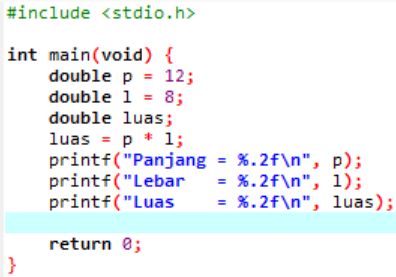 #include <stdio.h>
int main(void) {
    double p = 12;
    double l = 8;
    double luas;
    luas = p * l;
    printf("Panjang = %.2f\n", p);
    printf("Lebar   = %.2f\n", l);
    printf("Luas    = %.2f\n", luas);
    return 0;
}